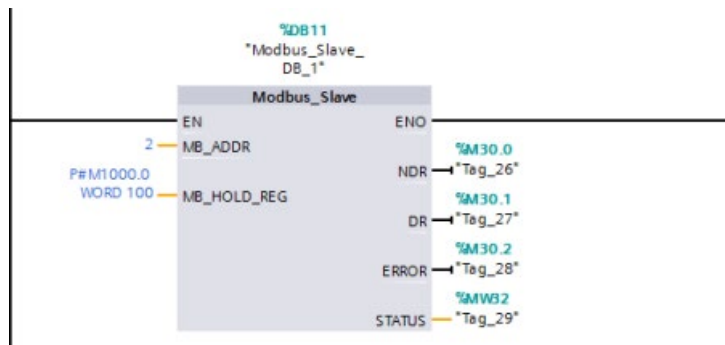 %DB11
"Modbus_Slave_
DB_1"
Modbus_Slave
EN ENO
2 MB_ADDR
%M30.0
NDR "Tag_26"
P#M1000.0
WORD 100 MB_HOLD_REG
%M30.1
DR "Tag_27"
%M30.2
ERROR "Tag_28"
%MW32
STATUS "Tag_29"